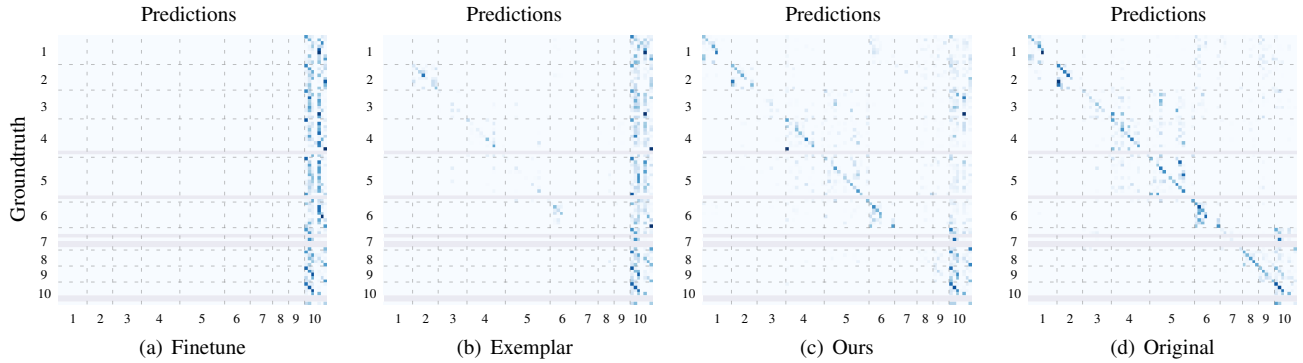 Predictions Predictions Predictions Predictions
Groundtruth
1 1 1 1
2 2 2 2
3 3 3 3
4 4 4 4
5 5 5 5
6 6 6 6
7 7 7 7
8 8 8 8
9 9 9 9
10 10 10 10
1 2 3 4 5 6 7 8 9 10 1 2 3 4 5 6 7 8 9 10 1 2 3 4 5 6 7 8 9 10 1 2 3 4 5 6 7 8 9 10
(a) Finetune (b) Exemplar (c) Ours (d) Original